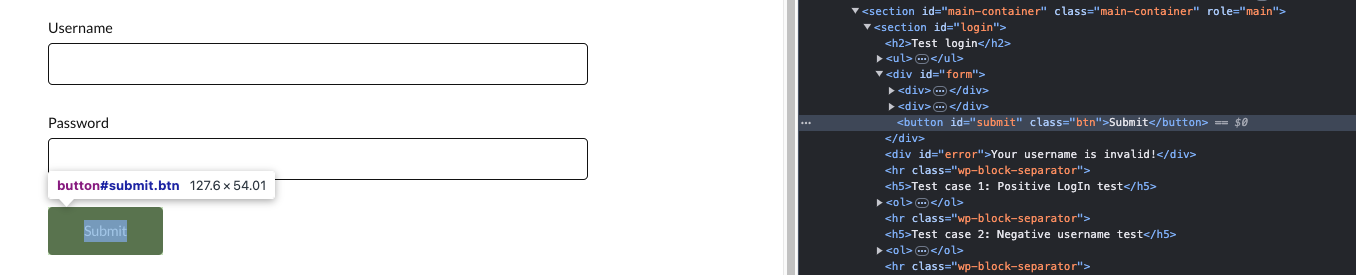 Username
Password
button#submit.btn 127.6 × 54.01
Submit
▼<section id="main-container" class="main-container" role="main">
▼<section id="login">
<h2>Test login</h2>
▶<ul>⋯</ul>
▼<div id="form">
▶<div>⋯</div>
▶<div>⋯</div>
⋯ <button id="submit" class="btn">Submit</button> == $0
</div>
<div id="error">Your username is invalid!</div>
<hr class="wp-block-separator">
<h5>Test case 1: Positive LogIn test</h5>
▶<ol>⋯</ol>
<hr class="wp-block-separator">
<h5>Test case 2: Negative username test</h5>
▶<ol>⋯</ol>
<hr class="wp-block-separator">